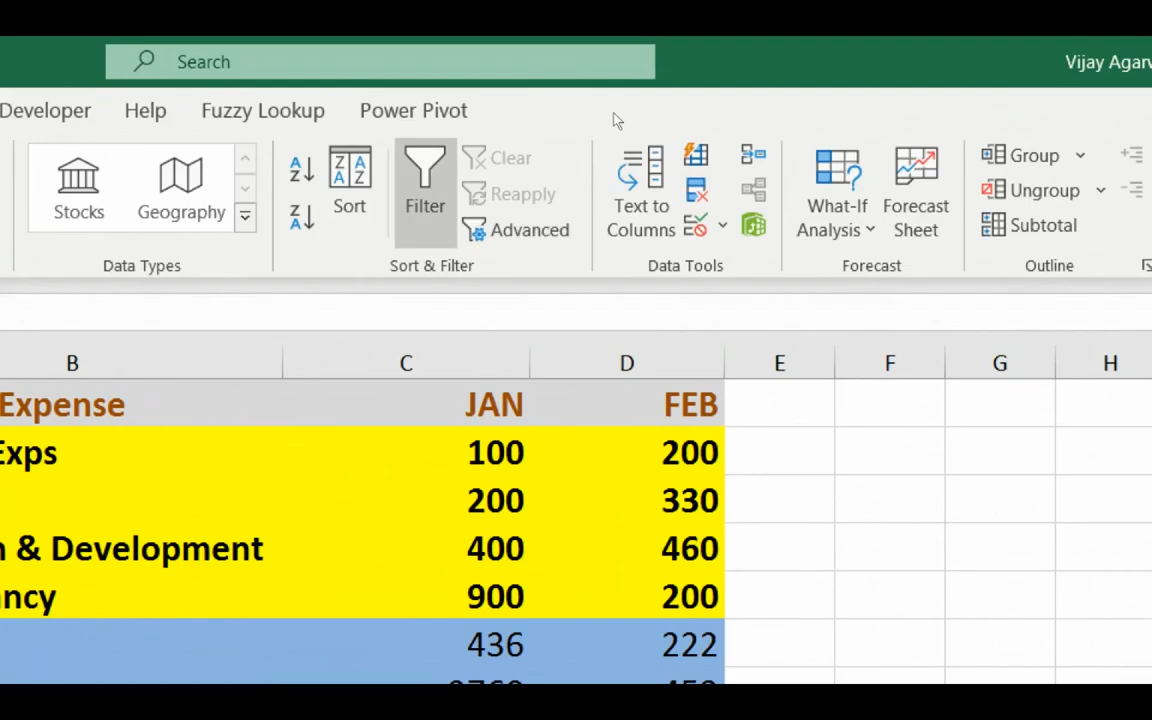 Search
Vijay Agarw
Developer Help Fuzzy Lookup Power Pivot
Stocks
Geography
Data Types
Sort
Filter
Clear
Reapply
Advanced
Sort & Filter
Text to
Columns
Data Tools
What-If
Analysis
Forecast
Sheet
Forecast
Group
Ungroup
Subtotal
Outline
B C D E F G H
Expense JAN FEB
Exps 100 200
200 330
n & Development 400 460
ancy 900 200
436 222